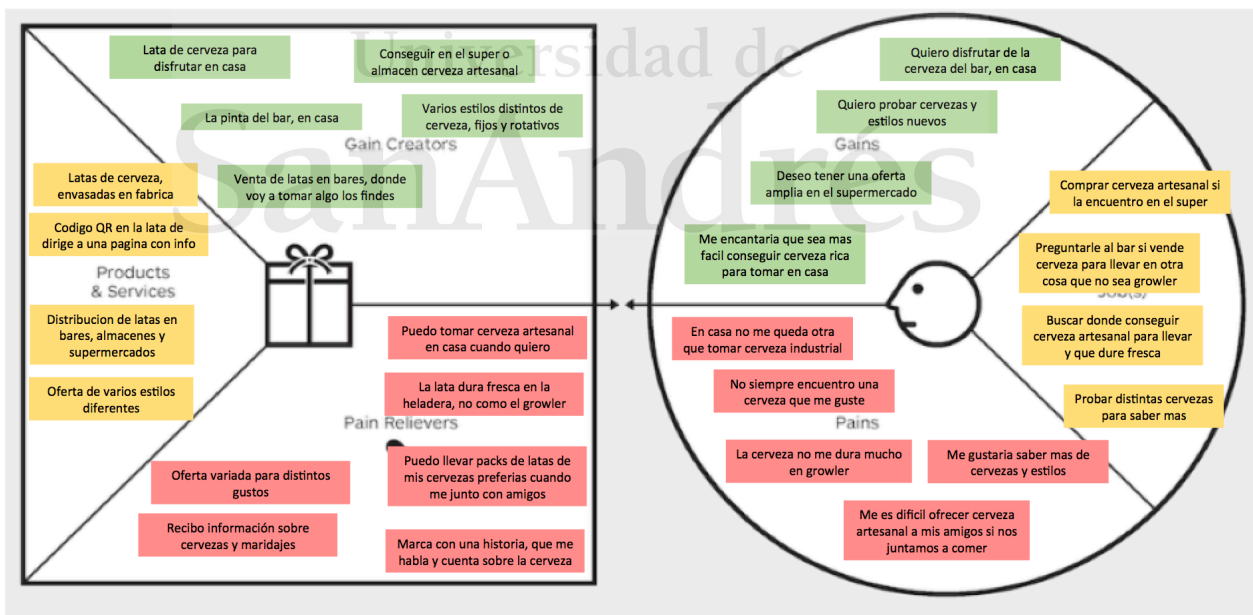 Universidad de
SanAndrés
Lata de cerveza para
disfrutar en casa
Conseguir en el super o
almacen cerveza artesanal
La pinta del bar, en casa
Varios estilos distintos de
cerveza, fijos y rotativos
Gain Creators
Venta de latas en bares, donde
voy a tomar algo los findes
Latas de cerveza,
envasadas en fabrica
Codigo QR en la lata de
dirige a una pagina con info
Products
& Services
Distribucion de latas en
bares, almacenes y
supermercados
Oferta de varios estilos
diferentes
Puedo tomar cerveza artesanal
en casa cuando quiero
La lata dura fresca en la
heladera, no como el growler
Pain Relievers
Puedo llevar packs de latas de
mis cervezas preferias cuando
me junto con amigos
Oferta variada para distintos
gustos
Recibo información sobre
cervezas y maridajes
Marca con una historia, que me
habla y cuenta sobre la cerveza
Quiero disfrutar de la
cerveza del bar, en casa
Quiero probar cervezas y
estilos nuevos
Gains
Deseo tener una oferta
amplia en el supermercado
Me encantaria que sea mas
facil conseguir cerveza rica
para tomar en casa
Comprar cerveza artesanal si
la encuentro en el super
Preguntarle al bar si vende
cerveza para llevar en otra
cosa que no sea growler
Job(s)
Buscar donde conseguir
cerveza artesanal para llevar
y que dure fresca
Probar distintas cervezas
para saber mas
En casa no me queda otra
que tomar cerveza industrial
No siempre encuentro una
cerveza que me guste
Pains
La cerveza no me dura mucho
en growler
Me gustaria saber mas de
cervezas y estilos
Me es dificil ofrecer cerveza
artesanal a mis amigos si nos
juntamos a comer